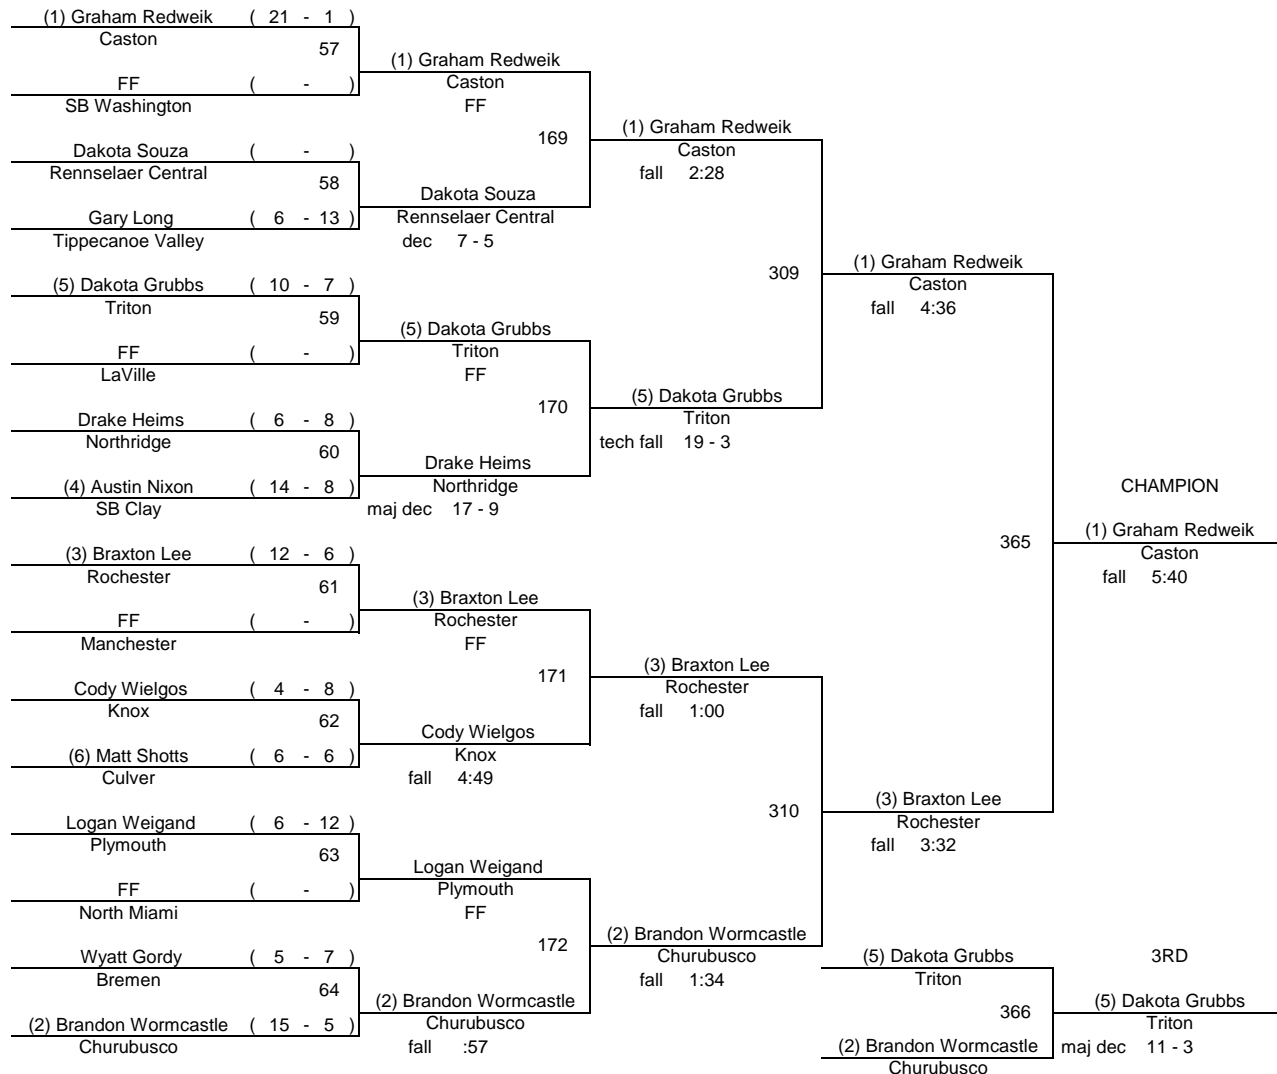 (1) Graham Redweik ( 21 - 1 )
Caston
57
FF ( - )
SB Washington
Dakota Souza ( - )
Rennselaer Central
58
Gary Long ( 6 - 13 )
Tippecanoe Valley
(5) Dakota Grubbs ( 10 - 7 )
Triton
59
FF ( - )
LaVille
Drake Heims ( 6 - 8 )
Northridge
60
(4) Austin Nixon ( 14 - 8 )
SB Clay
(3) Braxton Lee ( 12 - 6 )
Rochester
61
FF ( - )
Manchester
Cody Wielgos ( 4 - 8 )
Knox
62
(6) Matt Shotts ( 6 - 6 )
Culver
Logan Weigand ( 6 - 12 )
Plymouth
63
FF ( - )
North Miami
Wyatt Gordy ( 5 - 7 )
Bremen
64
(2) Brandon Wormcastle ( 15 - 5 )
Churubusco
(1) Graham Redweik
Caston
FF
169
Dakota Souza
Rennselaer Central
dec 7 - 5
(5) Dakota Grubbs
Triton
FF
170
Drake Heims
Northridge
maj dec 17 - 9
(3) Braxton Lee
Rochester
FF
171
Cody Wielgos
Knox
fall 4:49
Logan Weigand
Plymouth
FF
172
(2) Brandon Wormcastle
Churubusco
fall :57
(1) Graham Redweik
Caston
fall 2:28
309
(5) Dakota Grubbs
Triton
tech fall 19 - 3
(3) Braxton Lee
Rochester
fall 1:00
310
(2) Brandon Wormcastle
Churubusco
fall 1:34
(1) Graham Redweik
Caston
fall 4:36
365
(3) Braxton Lee
Rochester
fall 3:32
CHAMPION
(1) Graham Redweik
Caston
fall 5:40
(5) Dakota Grubbs
Triton
366
(2) Brandon Wormcastle
Churubusco
3RD
(5) Dakota Grubbs
Triton
maj dec 11 - 3